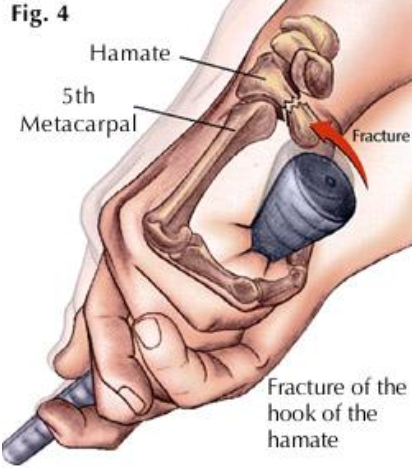 Fig. 4
Hamate
5th
Metacarpal
Fracture
Fracture of the
hook of the
hamate